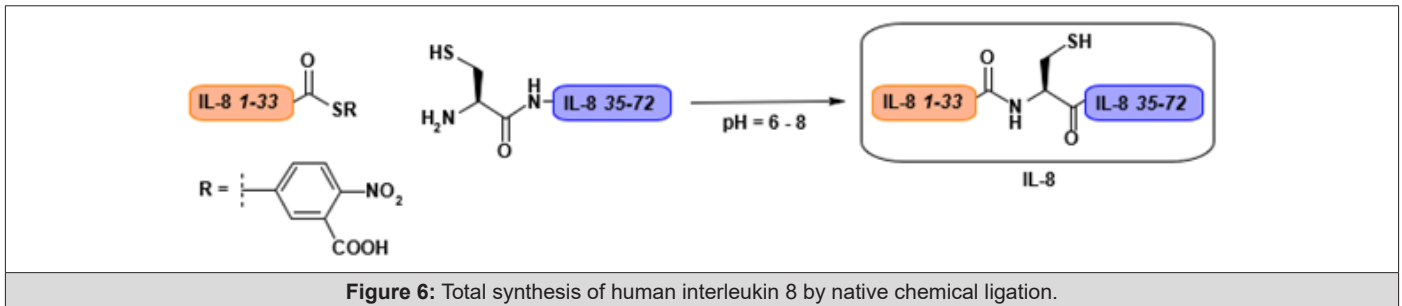 IL-8 1-33
O
SR
HS
H₂N
O
H
N
IL-8 35-72
pH = 6 - 8
IL-8 1-33
O
N
H
SH
O
IL-8 35-72
IL-8
R =
NO₂
COOH
Figure 6: Total synthesis of human interleukin 8 by native chemical ligation.